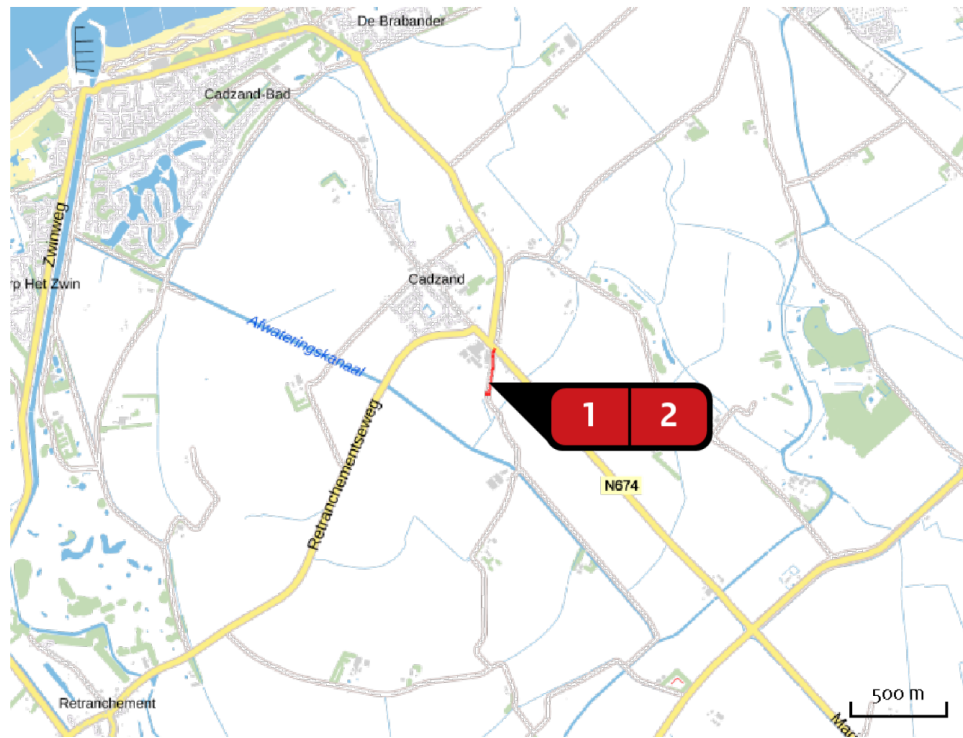 De Brabander
Cadzand-Bad
Zwinweg
rp Het Zwin
Cadzand
Afwateringskanaal
1 2
Retranchementseweg
N674
Retranchement
500 m
Mar